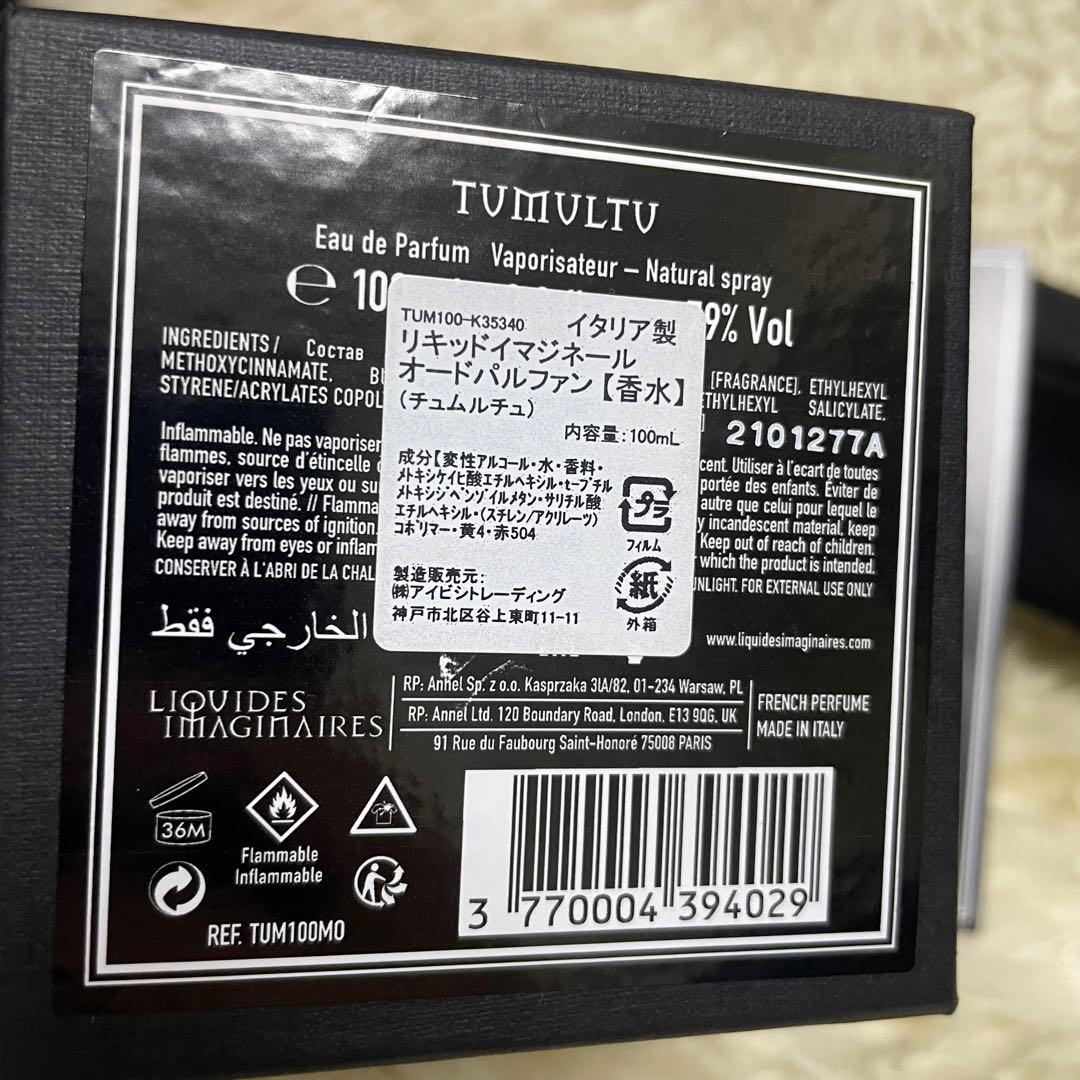 TUMULTU
Eau de Parfum Vaporisateur – Natural spray
℮ 10 9% Vol
INGREDIENTS / Состав [FRAGRANCE], ETHYLHEXYL
METHOXYCINNAMATE, ETHYLHEXYL SALICYLATE,
STYRENE/ACRYLATES COPOL
2101277A
TUM100-K35340 イタリア製
リキッドイマジネール
オードパルファン【香水】
(チュムルチュ)
内容量:100mL
成分【変性アルコール・水・香料・
メトキシケイヒ酸エチルヘキシル・t-ブチル
メトキシジベンゾイルメタン・サリチル酸
エチルヘキシル・(スチレン/アクリレーツ)
コポリマー・黄4・赤504
プラ
フィルム
紙
外箱
製造販売元:
㈱アイビシトレーディング
神戸市北区谷上東町11-11
Inflammable. Ne pas vaporiser cent. Utiliser à l'ecart de toutes
flammes, source d'étincelle portée des enfants. Éviter de
vaporiser vers les yeux ou su autre que celui pour lequel le
produit est destiné. // Flamma y incandescent material, keep
away from sources of ignition. Keep out of reach of children.
Keep away from eyes or inflam which the product is intended.
CONSERVER À L'ABRI DE LA CHAL NLIGHT. FOR EXTERNAL USE ONLY
الخارجي فقط
www.liquidesimaginaires.com
LIQUIDES
IMAGINAIRES
RP: Annel Sp. z o.o. Kasprzaka 31A/82, 01-234 Warsaw, PL
RP: Annel Ltd. 120 Boundary Road, London, E13 9QG, UK
91 Rue du Faubourg Saint-Honoré 75008 PARIS
FRENCH PERFUME
MADE IN ITALY
36M
Flammable
Inflammable
REF. TUM100MO
3 770004 394029